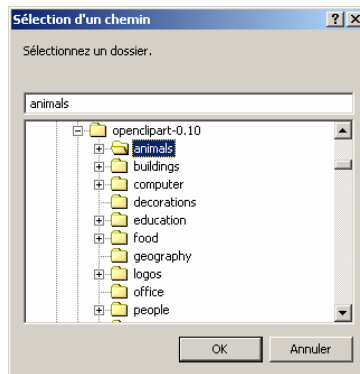 Sélection d'un chemin
Sélectionnez un dossier.
animals
openclipart-0.10
animals
buildings
computer
decorations
education
food
geography
logos
office
people
OK Annuler